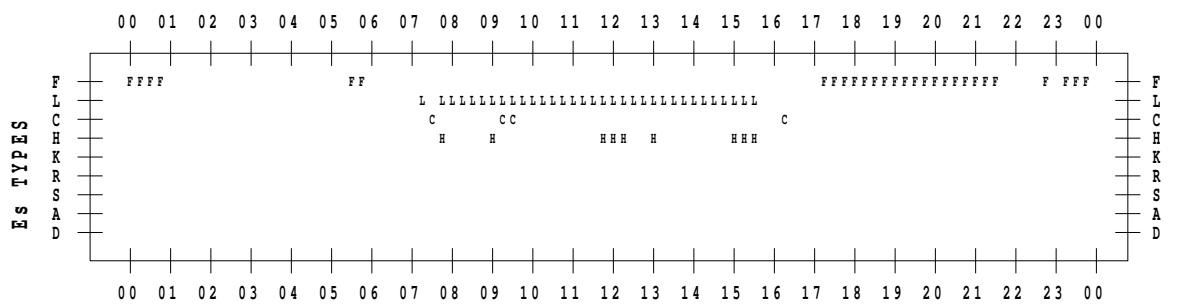 00 01 02 03 04 05 06 07 08 09 10 11 12 13 14 15 16 17 18 19 20 21 22 23 00
F FFFF FF FFFFFFFFFFFFFFFFFF F FFF F
L L LLLLLLLLLLLLLLLLLLLLLLLLLLLLLLLL L
C C CC C C
H H H HHH H HHH H
K K
R R
S S
A A
D D
Es TYPES
00 01 02 03 04 05 06 07 08 09 10 11 12 13 14 15 16 17 18 19 20 21 22 23 00